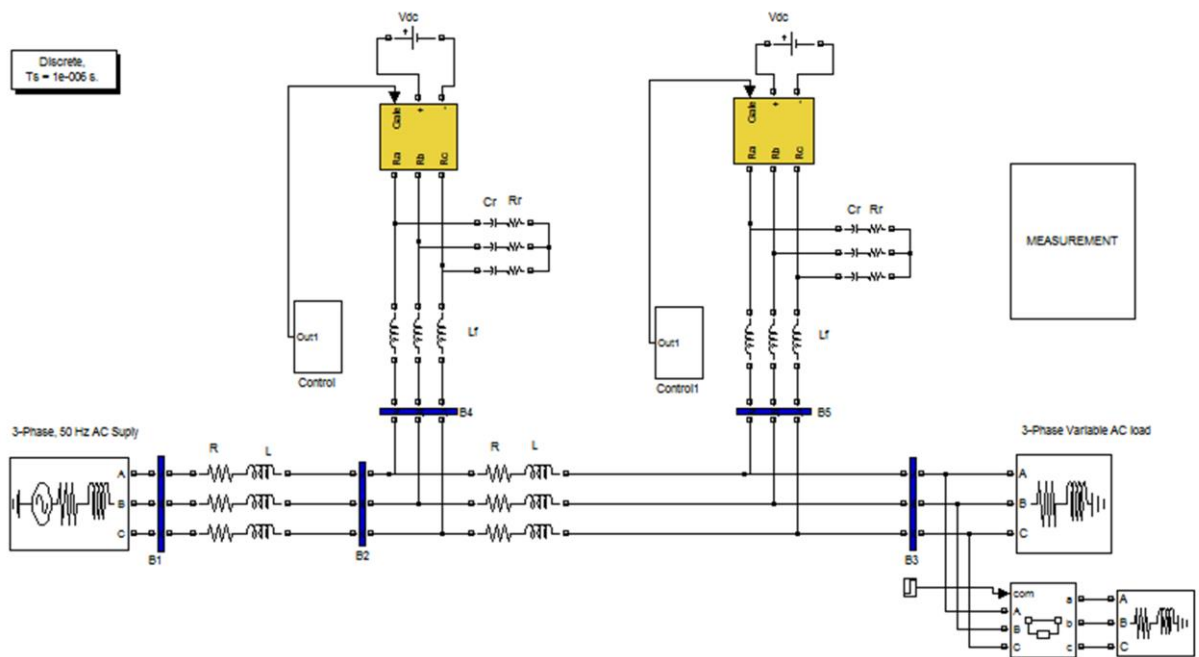 Discrete,
Ts = 1e-006 s.
Vdc
+
Gate
+
-
Ra
Rb
Rc
Cr
Rr
Lf
Out1
Control
B4
Vdc
+
Gate
+
-
Ra
Rb
Rc
Cr
Rr
Lf
Out1
Control1
B5
MEASUREMENT
3-Phase, 50 Hz AC Suply
A
B
C
B1
R
L
B2
R
L
B3
3-Phase Variable AC load
A
B
C
com
A
B
C
a
b
c
A
B
C